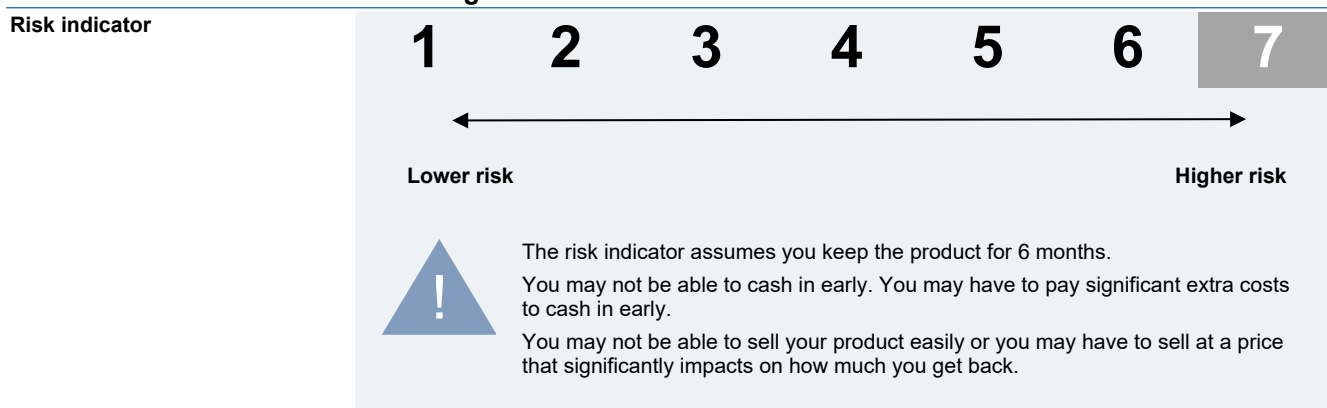 Risk indicator
1 2 3 4 5 6 7
Lower risk Higher risk
!
The risk indicator assumes you keep the product for 6 months.
You may not be able to cash in early. You may have to pay significant extra costs
to cash in early.
You may not be able to sell your product easily or you may have to sell at a price
that significantly impacts on how much you get back.